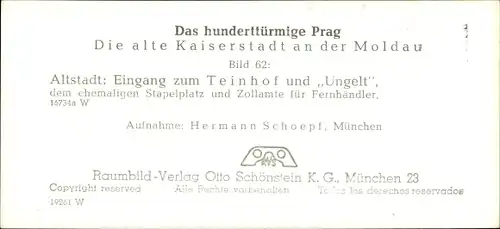 Das hunderttürmige Prag
Die alte Kaiserstadt an der Moldau
Bild 62:
Altstadt: Eingang zum Teinhof und „Ungelt",
dem ehemaligen Stapelplatz und Zollamte für Fernhändler.
16734a W
Aufnahme: Hermann Schoepf, München
RVS
Raumbild-Verlag Otto Schönstein K. G., München 23
Copyright reserved Alle Rechte vorbehalten Todos los derechos reservados
19261 W